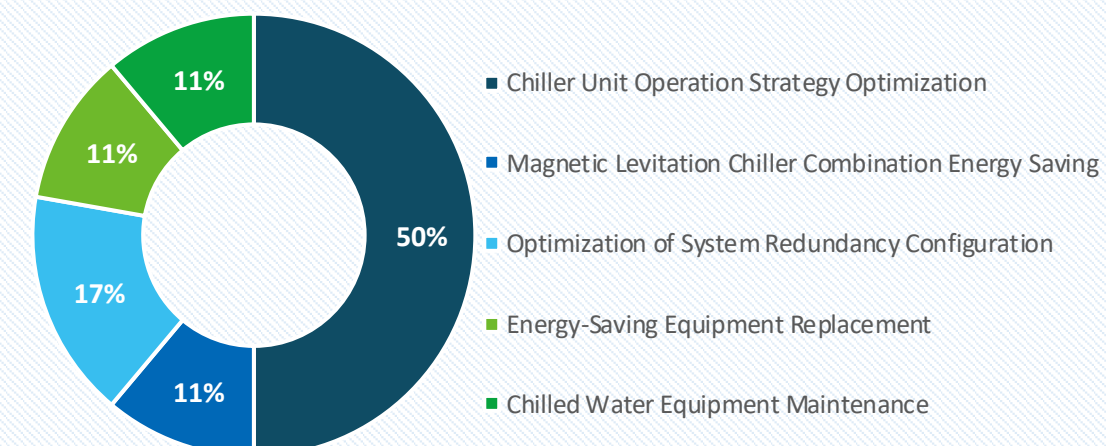 11%
11%
17%
11%
50%
Chiller Unit Operation Strategy Optimization
Magnetic Levitation Chiller Combination Energy Saving
Optimization of System Redundancy Configuration
Energy-Saving Equipment Replacement
Chilled Water Equipment Maintenance